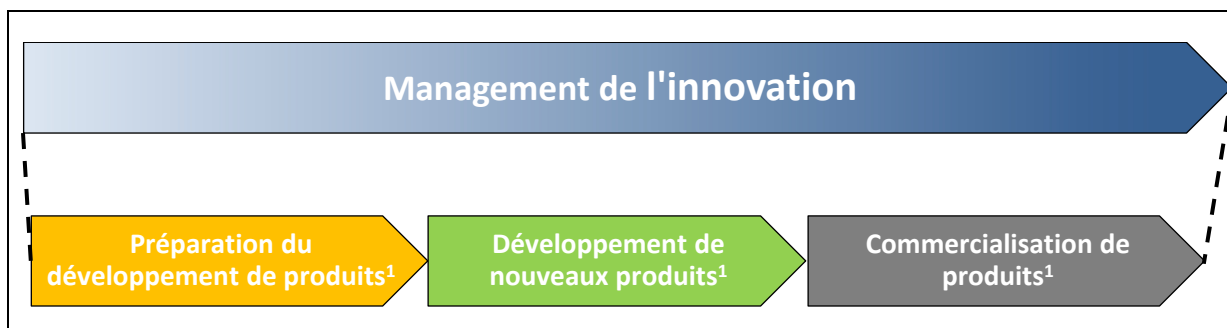 Management de l'innovation
Préparation du
développement de produits¹
Développement de
nouveaux produits¹
Commercialisation de
produits¹